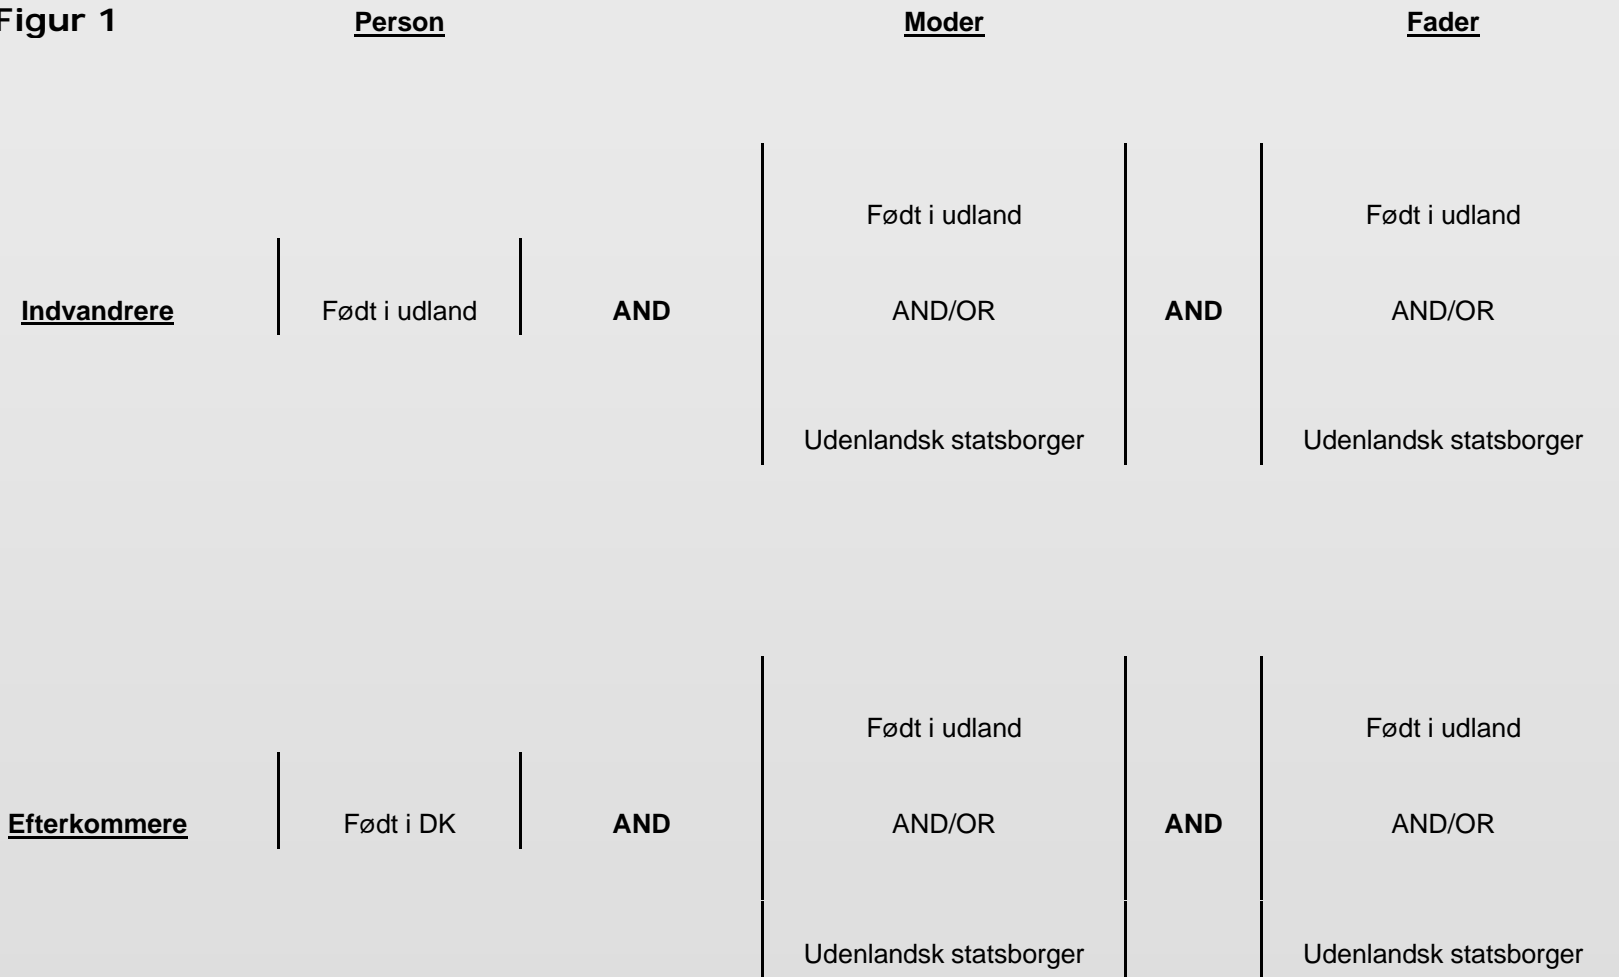 Figur 1 Person Moder Fader
Født i udland Født i udland
Indvandrere Født i udland AND AND/OR AND AND/OR
Udenlandsk statsborger Udenlandsk statsborger
Født i udland Født i udland
Efterkommere Født i DK AND AND/OR AND AND/OR
Udenlandsk statsborger Udenlandsk statsborger